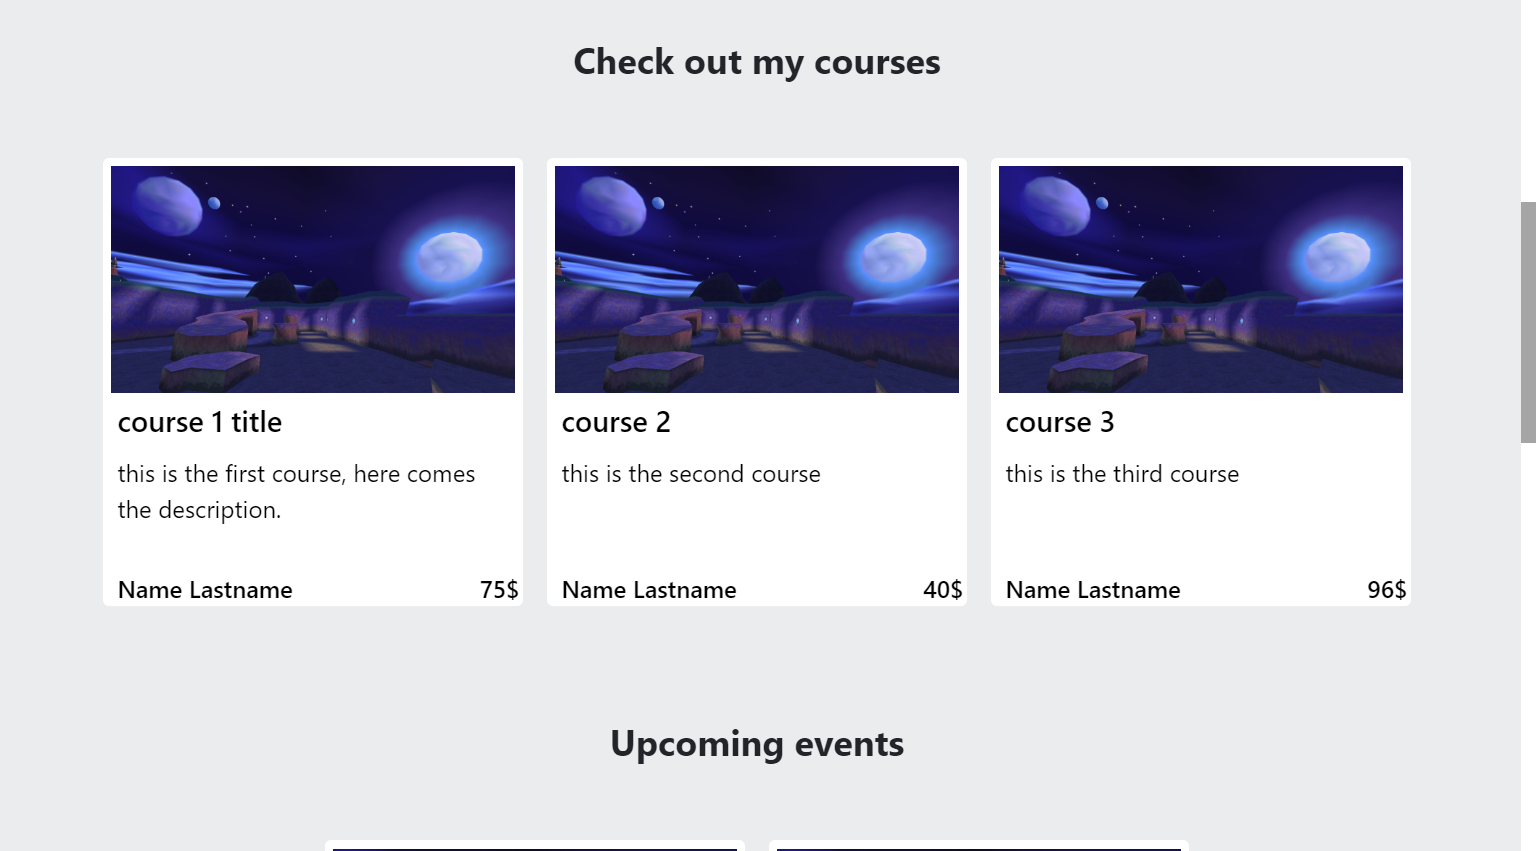 Check out my courses
course 1 title
this is the first course, here comes
the description.
Name Lastname 75$
course 2
this is the second course
Name Lastname 40$
course 3
this is the third course
Name Lastname 96$
Upcoming events